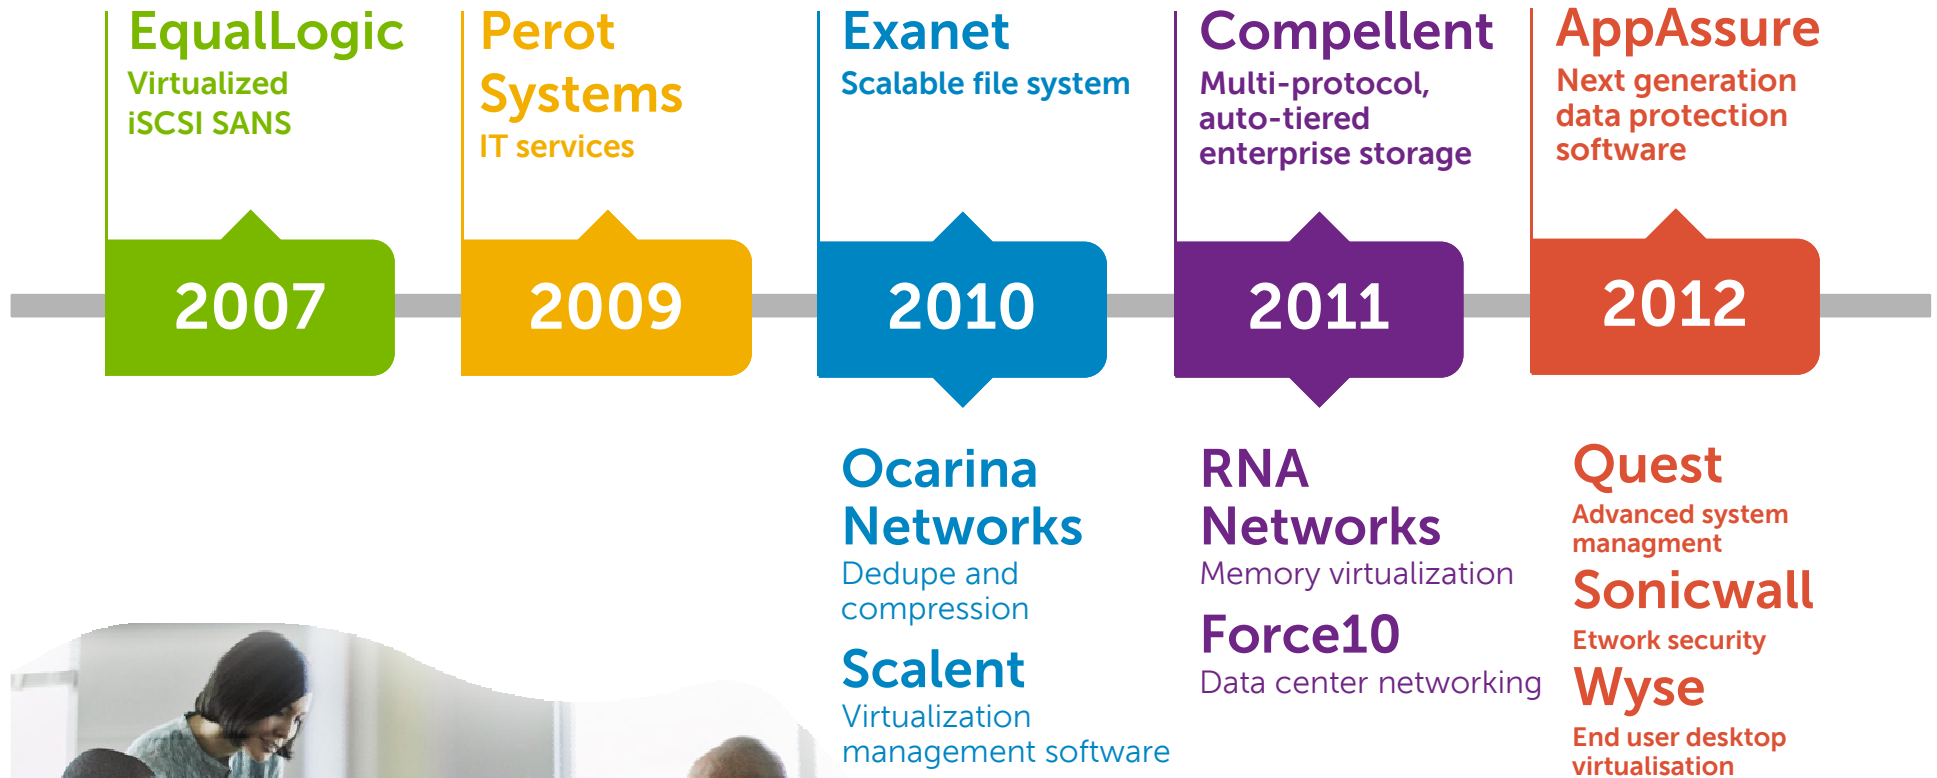 EqualLogic
Virtualized
iSCSI SANS
Perot
Systems
IT services
Exanet
Scalable file system
Compellent
Multi-protocol,
auto-tiered
enterprise storage
AppAssure
Next generation
data protection
software
2007
2009
2010
2011
2012
Ocarina
Networks
Dedupe and
compression
Scalent
Virtualization
management software
RNA
Networks
Memory virtualization
Force10
Data center networking
Quest
Advanced system
managment
Sonicwall
Etwork security
Wyse
End user desktop
virtualisation